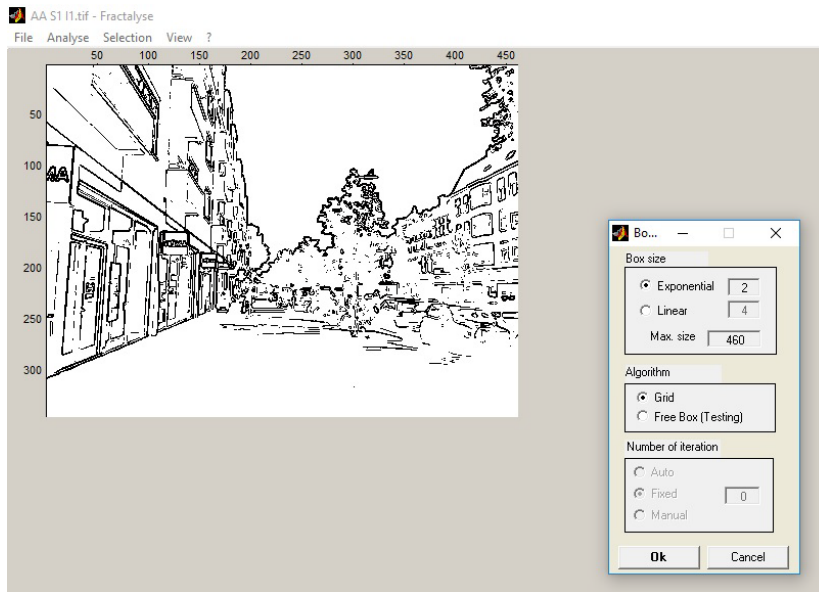 AA S1 I1.tif - Fractalyse
File Analyse Selection View ?
50 100 150 200 250 300 350 400 450
50
100
150
200
250
300
AA
Bo...
Box size
Exponential 2
Linear 4
Max. size 460
Algorithm
Grid
Free Box (Testing)
Number of iteration
Auto
Fixed 0
Manual
Ok Cancel